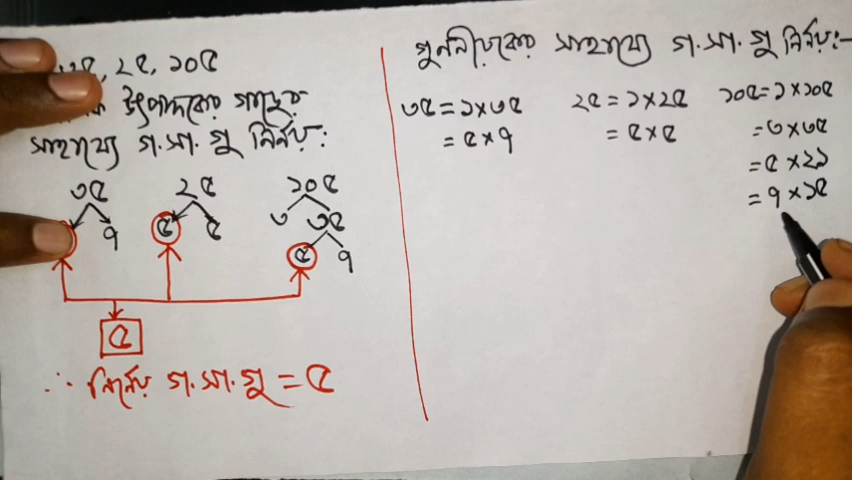 ৩৫, ২৫, ১০৫
উৎপাদকের গাছের
সাহায্যে গ.সা.গু নির্ণয়:
৩৫ ২৫ ১০৫
৭ ৫ ৫ ৩ ৩৫
৫ ৭
৫
∴ নির্ণেয় গ.সা.গু = ৫
গুণনীয়কের সাহায্যে গ.সা.গু নির্ণয়:-
৩৫ = ১×৩৫
= ৫×৭
২৫ = ১×২৫
= ৫×৫
১০৫ = ১×১০৫
= ৩×৩৫
= ৫×২১
= ৭×১৫